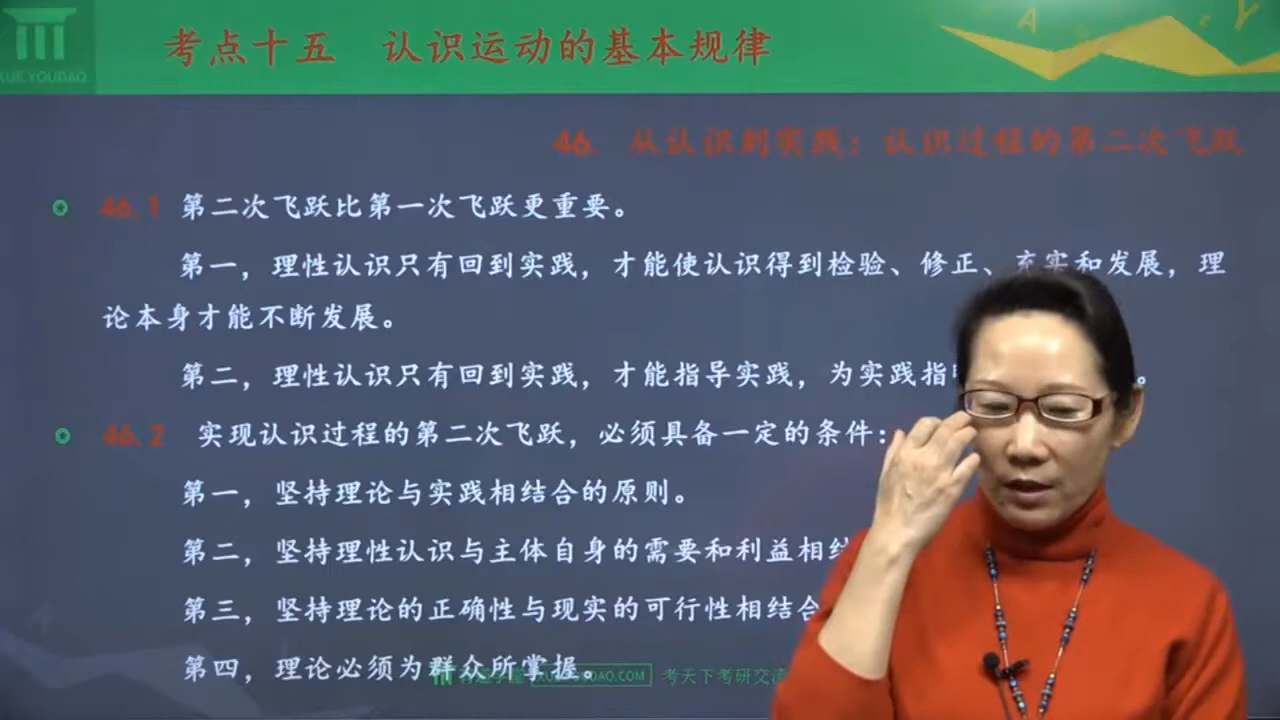 XUE.YOUDAO
考点十五 认识运动的基本规律
46. 从认识到实践：认识过程的第二次飞跃
46.1 第二次飞跃比第一次飞跃更重要。
第一，理性认识只有回到实践，才能使认识得到检验、修正、充实和发展，理
论本身才能不断发展。
第二，理性认识只有回到实践，才能指导实践，为实践指
46.2 实现认识过程的第二次飞跃，必须具备一定的条件：
第一，坚持理论与实践相结合的原则。
第二，坚持理性认识与主体自身的需要和利益相结
第三，坚持理论的正确性与现实的可行性相结合
第四，理论必须为群众所掌握。
XUE.YOUDAO.COM 考天下考研交流